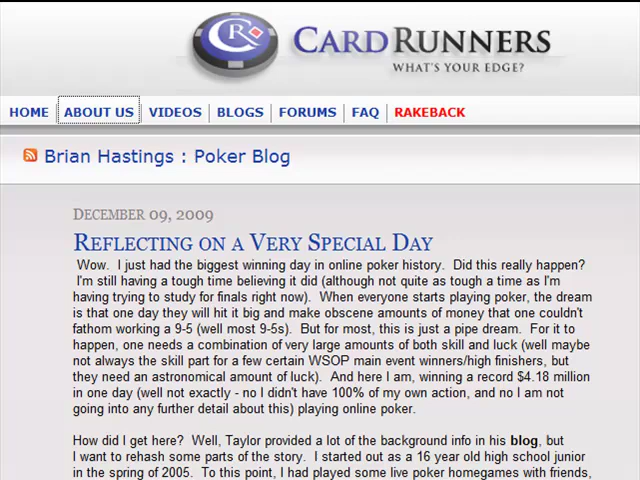 CR
CARDRUNNERS
WHAT'S YOUR EDGE?
HOME ABOUT US VIDEOS BLOGS FORUMS FAQ RAKEBACK
Brian Hastings : Poker Blog
DECEMBER 09, 2009
REFLECTING ON A VERY SPECIAL DAY
Wow. I just had the biggest winning day in online poker history. Did this really happen?
I'm still having a tough time believing it did (although not quite as tough a time as I'm
having trying to study for finals right now). When everyone starts playing poker, the dream
is that one day they will hit it big and make obscene amounts of money that one couldn't
fathom working a 9-5 (well most 9-5s). But for most, this is just a pipe dream. For it to
happen, one needs a combination of very large amounts of both skill and luck (well maybe
not always the skill part for a few certain WSOP main event winners/high finishers, but
they need an astronomical amount of luck). And here I am, winning a record $4.18 million
in one day (well not exactly - no I didn't have 100% of my own action, and no I am not
going into any further detail about this) playing online poker.
How did I get here? Well, Taylor provided a lot of the background info in his blog, but
I want to rehash some parts of the story. I started out as a 16 year old high school junior
in the spring of 2005. To this point, I had played some live poker homegames with friends,